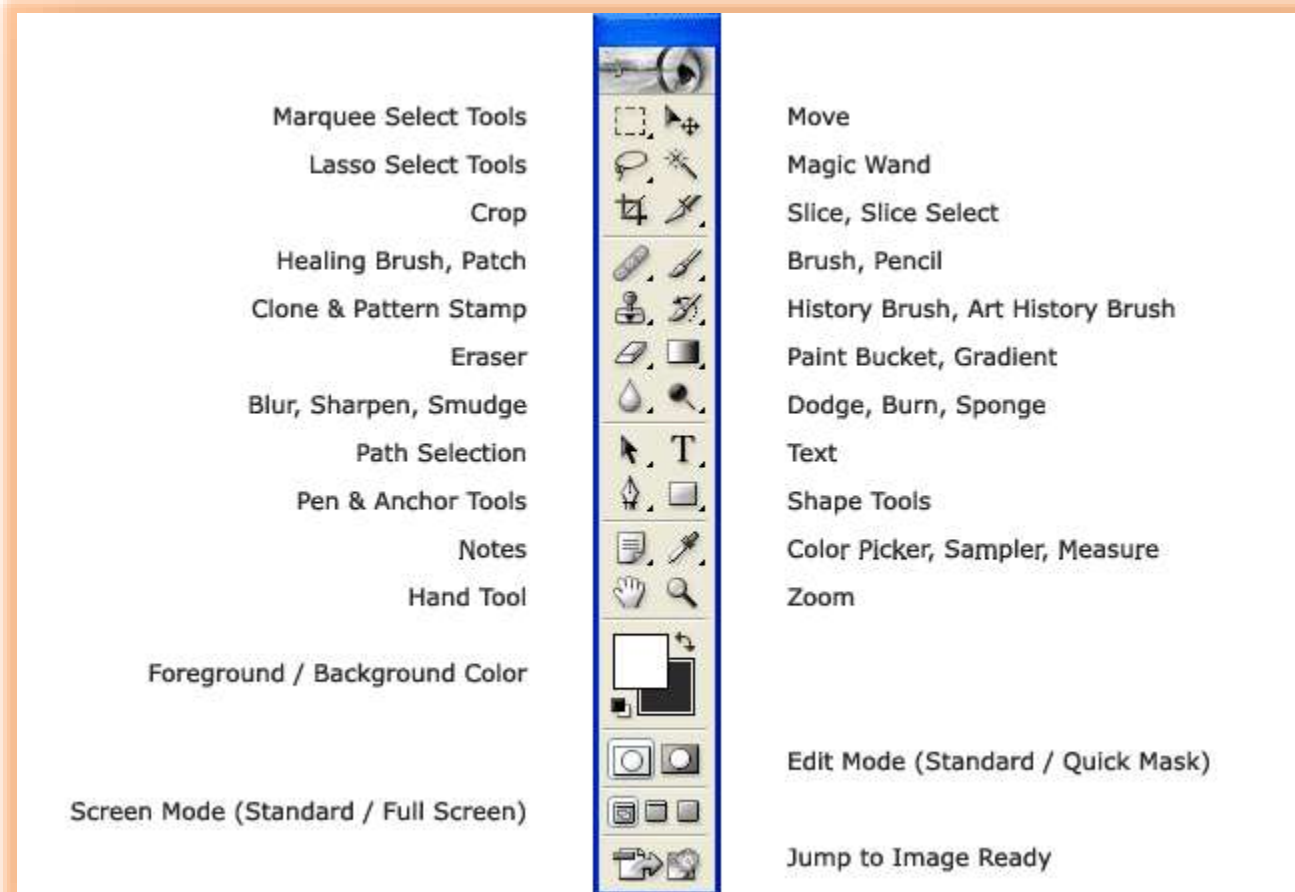 Marquee Select Tools
Move
Lasso Select Tools
Magic Wand
Crop
Slice, Slice Select
Healing Brush, Patch
Brush, Pencil
Clone & Pattern Stamp
History Brush, Art History Brush
Eraser
Paint Bucket, Gradient
Blur, Sharpen, Smudge
Dodge, Burn, Sponge
Path Selection
T
Text
Pen & Anchor Tools
Shape Tools
Notes
Color Picker, Sampler, Measure
Hand Tool
Zoom
Foreground / Background Color
Edit Mode (Standard / Quick Mask)
Screen Mode (Standard / Full Screen)
Jump to Image Ready